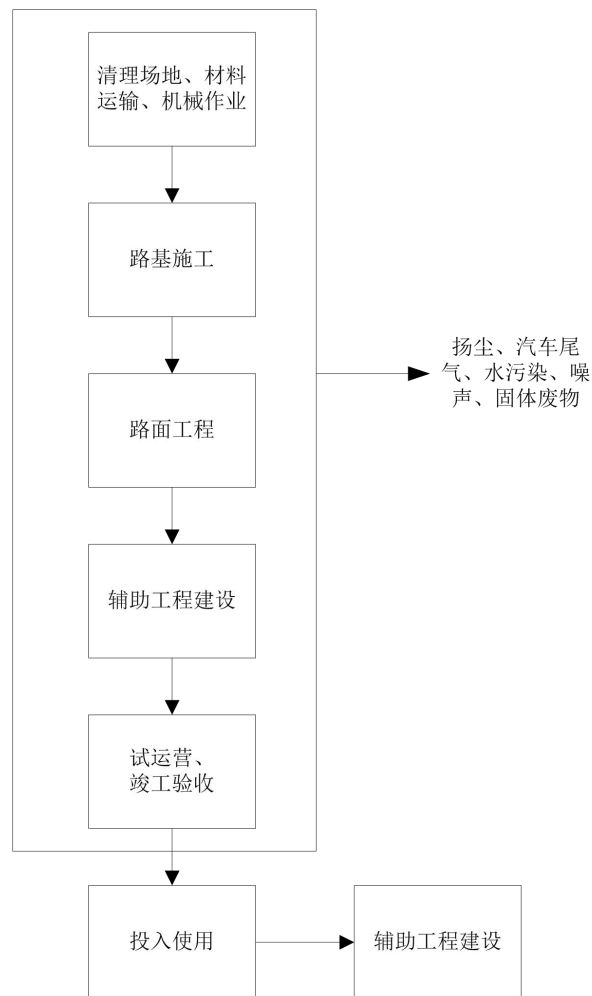 清理场地、材料
运输、机械作业
路基施工
扬尘、汽车尾
气、水污染、噪
声、固体废物
路面工程
辅助工程建设
试运营、
竣工验收
投入使用
辅助工程建设